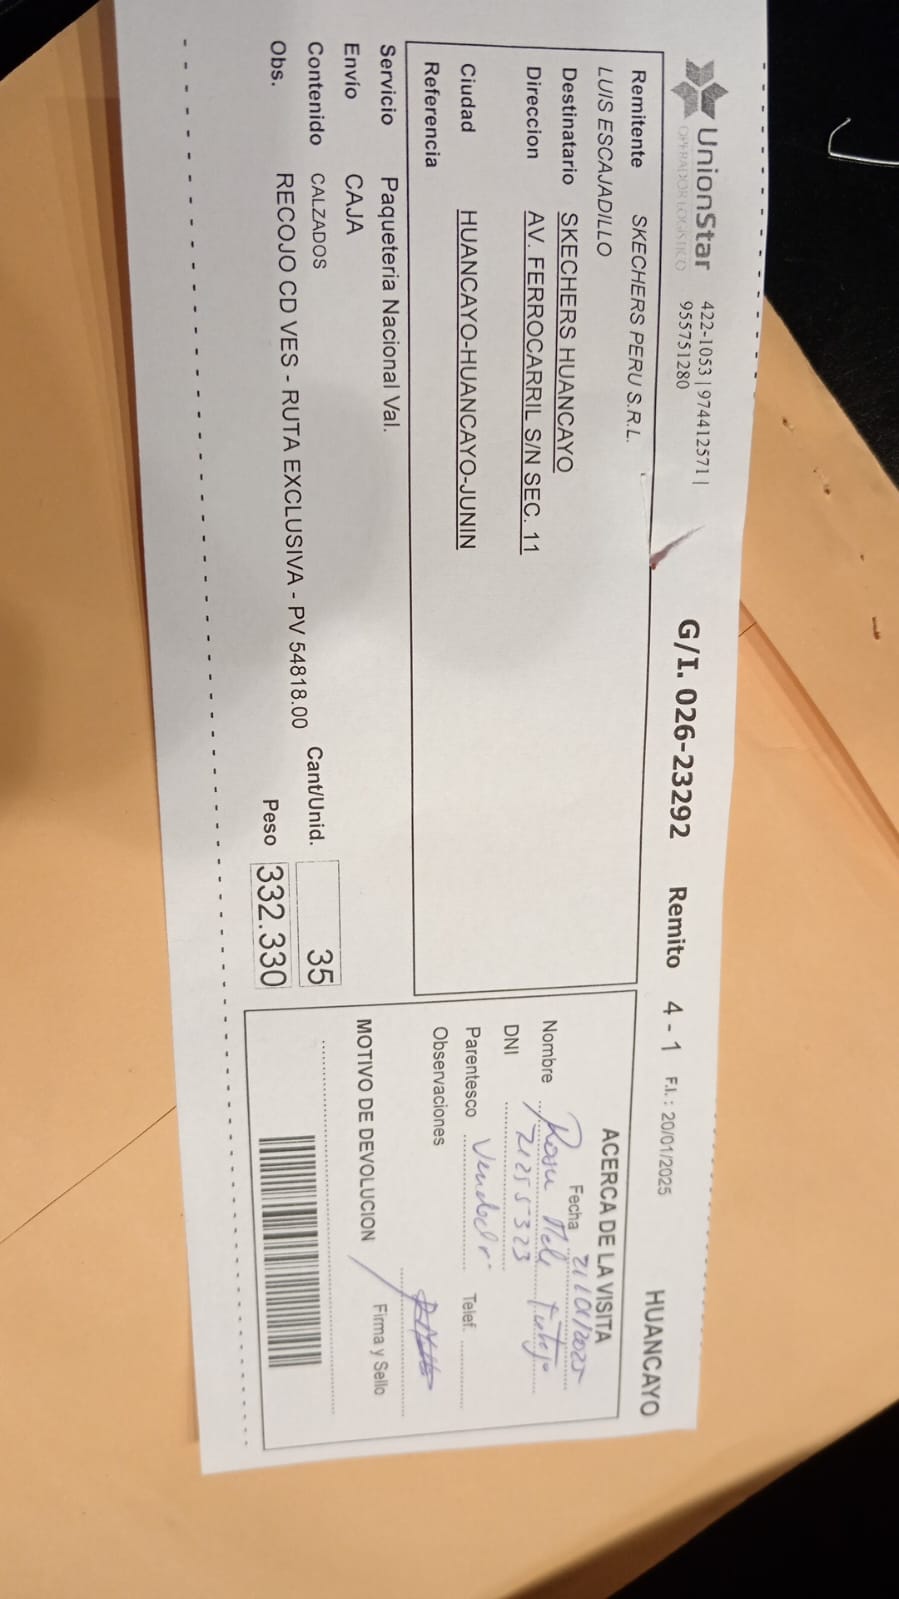 UnionStar
OPERADOR LOGISTICO
422-1053 | 974412571 |
955751280
G/I. 026-23292 Remito 4 - 1 F.I.: 20/01/2025 HUANCAYO
Remitente SKECHERS PERU S.R.L.
LUIS ESCAJADILLO
Destinatario SKECHERS HUANCAYO
Direccion AV. FERROCARRIL S/N SEC. 11
Ciudad HUANCAYO-HUANCAYO-JUNIN
Referencia
Servicio Paqueteria Nacional Val.
Envío CAJA
Contenido CALZADOS Cant/Unid. 35
Obs. RECOJO CD VES - RUTA EXCLUSIVA - PV 54818.00 Peso 332.330
ACERCA DE LA VISITA
Fecha 21/01/2025
Nombre
DNI 71255323
Parentesco Telef.
Observaciones
MOTIVO DE DEVOLUCION Firma y Sello